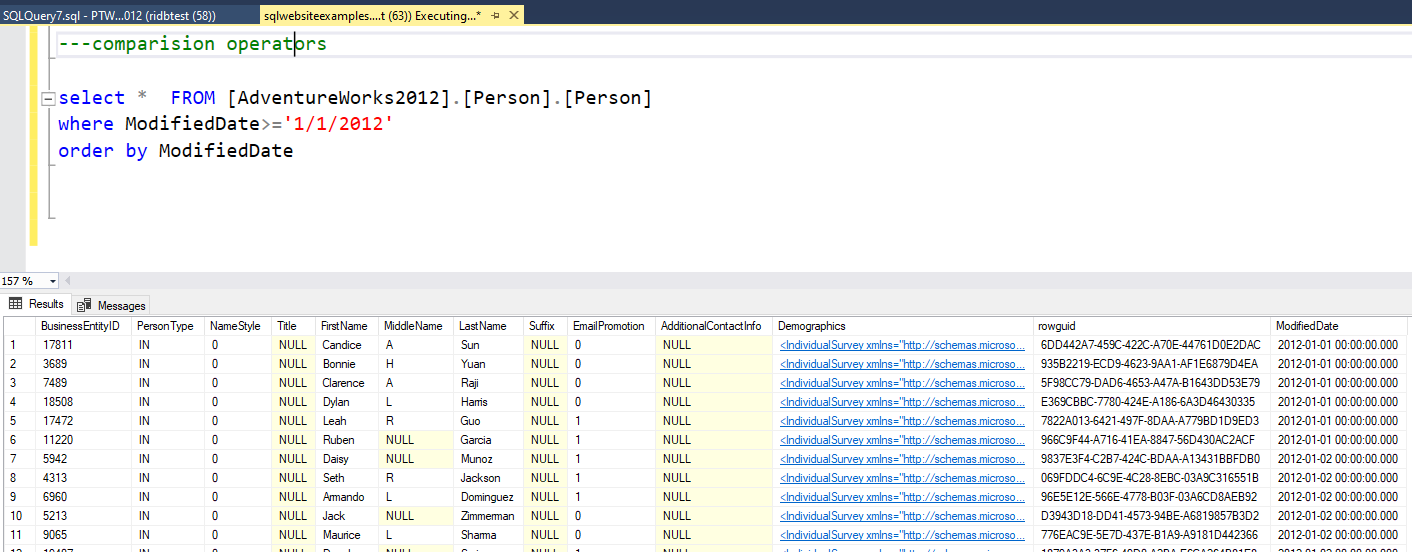 SQLQuery7.sql - PTW...012 (ridbtest (58))
sqlwebsiteexamples....t (63)) Executing...*
---comparision operators
select *  FROM [AdventureWorks2012].[Person].[Person]
where ModifiedDate>='1/1/2012'
order by ModifiedDate
157 %
Results Messages
BusinessEntityID PersonType NameStyle Title FirstName MiddleName LastName Suffix EmailPromotion AdditionalContactInfo Demographics rowguid ModifiedDate
1 17811 IN 0 NULL Candice A Sun NULL 0 NULL <IndividualSurvey xmlns="http://schemas.microso... 6DD442A7-459C-422C-A70E-44761D0E2DAC 2012-01-01 00:00:00.000
2 3689 IN 0 NULL Bonnie H Yuan NULL 0 NULL <IndividualSurvey xmlns="http://schemas.microso... 935B2219-ECD9-4623-9AA1-AF1E6879D4EA 2012-01-01 00:00:00.000
3 7489 IN 0 NULL Clarence A Raji NULL 0 NULL <IndividualSurvey xmlns="http://schemas.microso... 5F98CC79-DAD6-4653-A47A-B1643DD53E79 2012-01-01 00:00:00.000
4 18508 IN 0 NULL Dylan L Harris NULL 0 NULL <IndividualSurvey xmlns="http://schemas.microso... E369CBBC-7780-424E-A186-6A3D46430335 2012-01-01 00:00:00.000
5 17472 IN 0 NULL Leah R Guo NULL 1 NULL <IndividualSurvey xmlns="http://schemas.microso... 7822A013-6421-497F-8DAA-A779BD1D9ED3 2012-01-01 00:00:00.000
6 11220 IN 0 NULL Ruben NULL Garcia NULL 1 NULL <IndividualSurvey xmlns="http://schemas.microso... 966C9F44-A716-41EA-8847-56D430AC2ACF 2012-01-01 00:00:00.000
7 5942 IN 0 NULL Daisy NULL Munoz NULL 1 NULL <IndividualSurvey xmlns="http://schemas.microso... 9837E3F4-C2B7-424C-BDAA-A13431BBFDB0 2012-01-02 00:00:00.000
8 4313 IN 0 NULL Seth R Jackson NULL 1 NULL <IndividualSurvey xmlns="http://schemas.microso... 069FDDC4-6C9E-4C28-8EBC-03A9C316551B 2012-01-02 00:00:00.000
9 6960 IN 0 NULL Armando L Dominguez NULL 1 NULL <IndividualSurvey xmlns="http://schemas.microso... 96E5E12E-566E-4778-B03F-03A6CD8AEB92 2012-01-02 00:00:00.000
10 5213 IN 0 NULL Jack NULL Zimmerman NULL 0 NULL <IndividualSurvey xmlns="http://schemas.microso... D3943D18-DD41-4573-94BE-A6819857B3D2 2012-01-02 00:00:00.000
11 9065 IN 0 NULL Maurice L Sharma NULL 0 NULL <IndividualSurvey xmlns="http://schemas.microso... 776EAC9E-5E7D-437E-B1A9-A9181D442366 2012-01-02 00:00:00.000